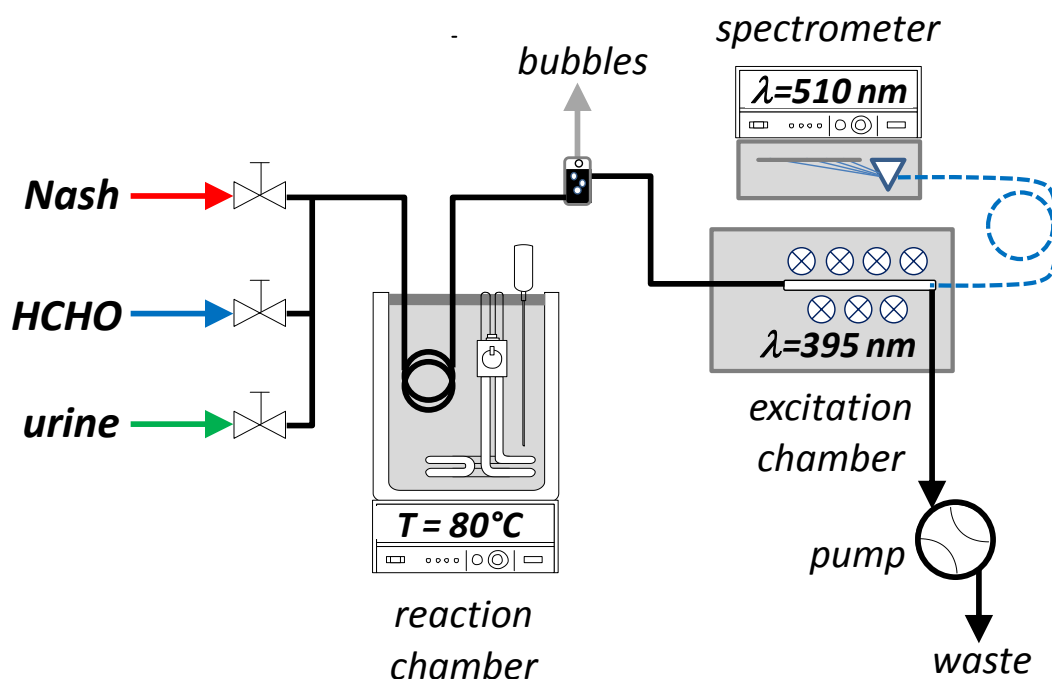 spectrometer
bubbles
λ=510 nm
Nash
HCHO
λ=395 nm
urine
excitation
chamber
T = 80°C
pump
reaction
chamber
waste